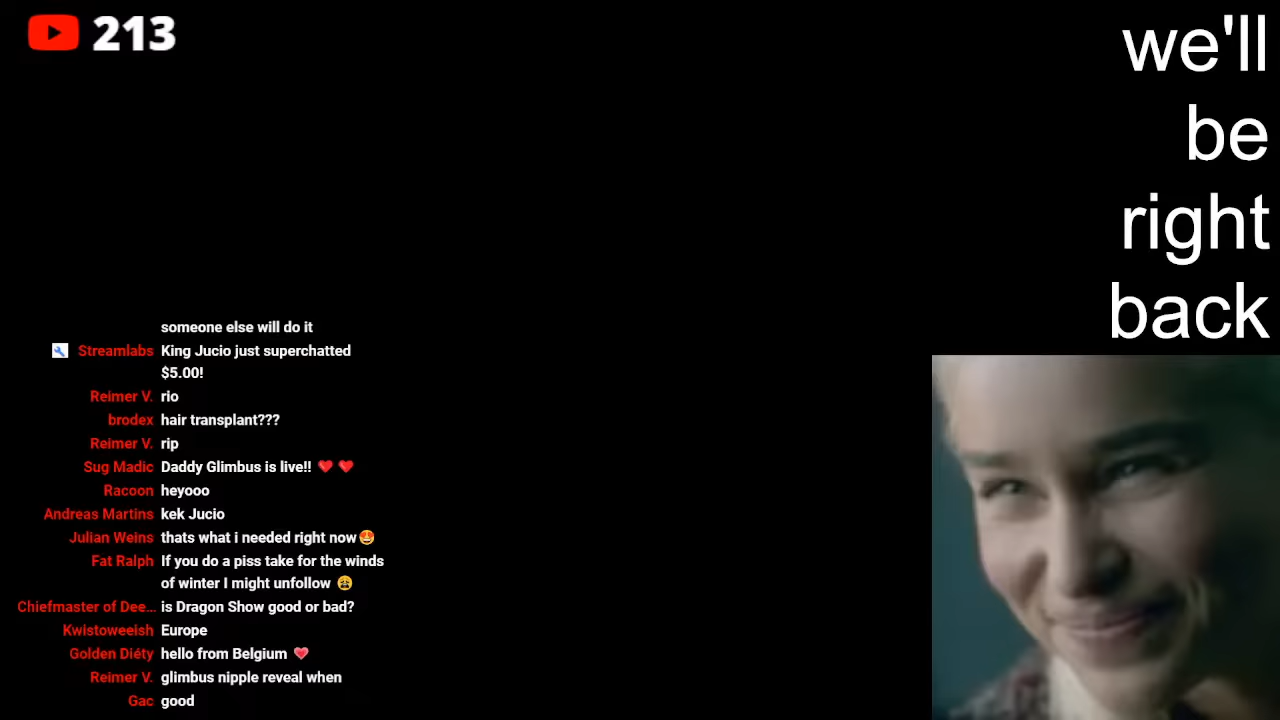 213
we'll
be
right
back
someone else will do it
Streamlabs King Jucio just superchatted
$5.00!
Reimer V. rio
brodex hair transplant???
Reimer V. rip
Sug Madic Daddy Glimbus is live!! ❤️ ❤️
Racoon heyooo
Andreas Martins kek Jucio
Julian Weins thats what i needed right now😍
Fat Ralph If you do a piss take for the winds
of winter I might unfollow 😩
Chiefmaster of Dee... is Dragon Show good or bad?
Kwistoweeish Europe
Golden Diéty hello from Belgium ❤️
Reimer V. glimbus nipple reveal when
Gac good